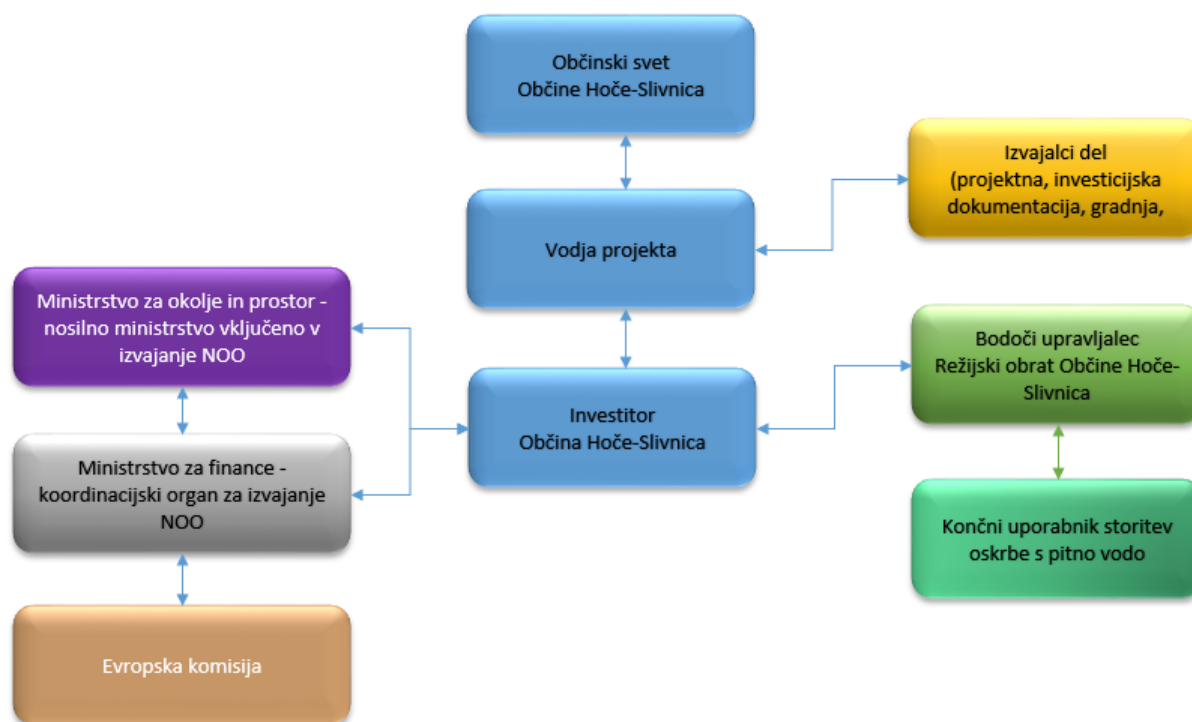 Občinski svet
Občine Hoče-Slivnica
Izvajalci del
(projektna, investicijska
dokumentacija, gradnja,
Vodja projekta
Ministrstvo za okolje in prostor -
nosilno ministrstvo vključeno v
izvajanje NOO
Bodoči upravljalec
Režijski obrat Občine Hoče-
Slivnica
Investitor
Občina Hoče-Slivnica
Ministrstvo za finance -
koordinacijski organ za izvajanje
NOO
Končni uporabnik storitev
oskrbe s pitno vodo
Evropska komisija